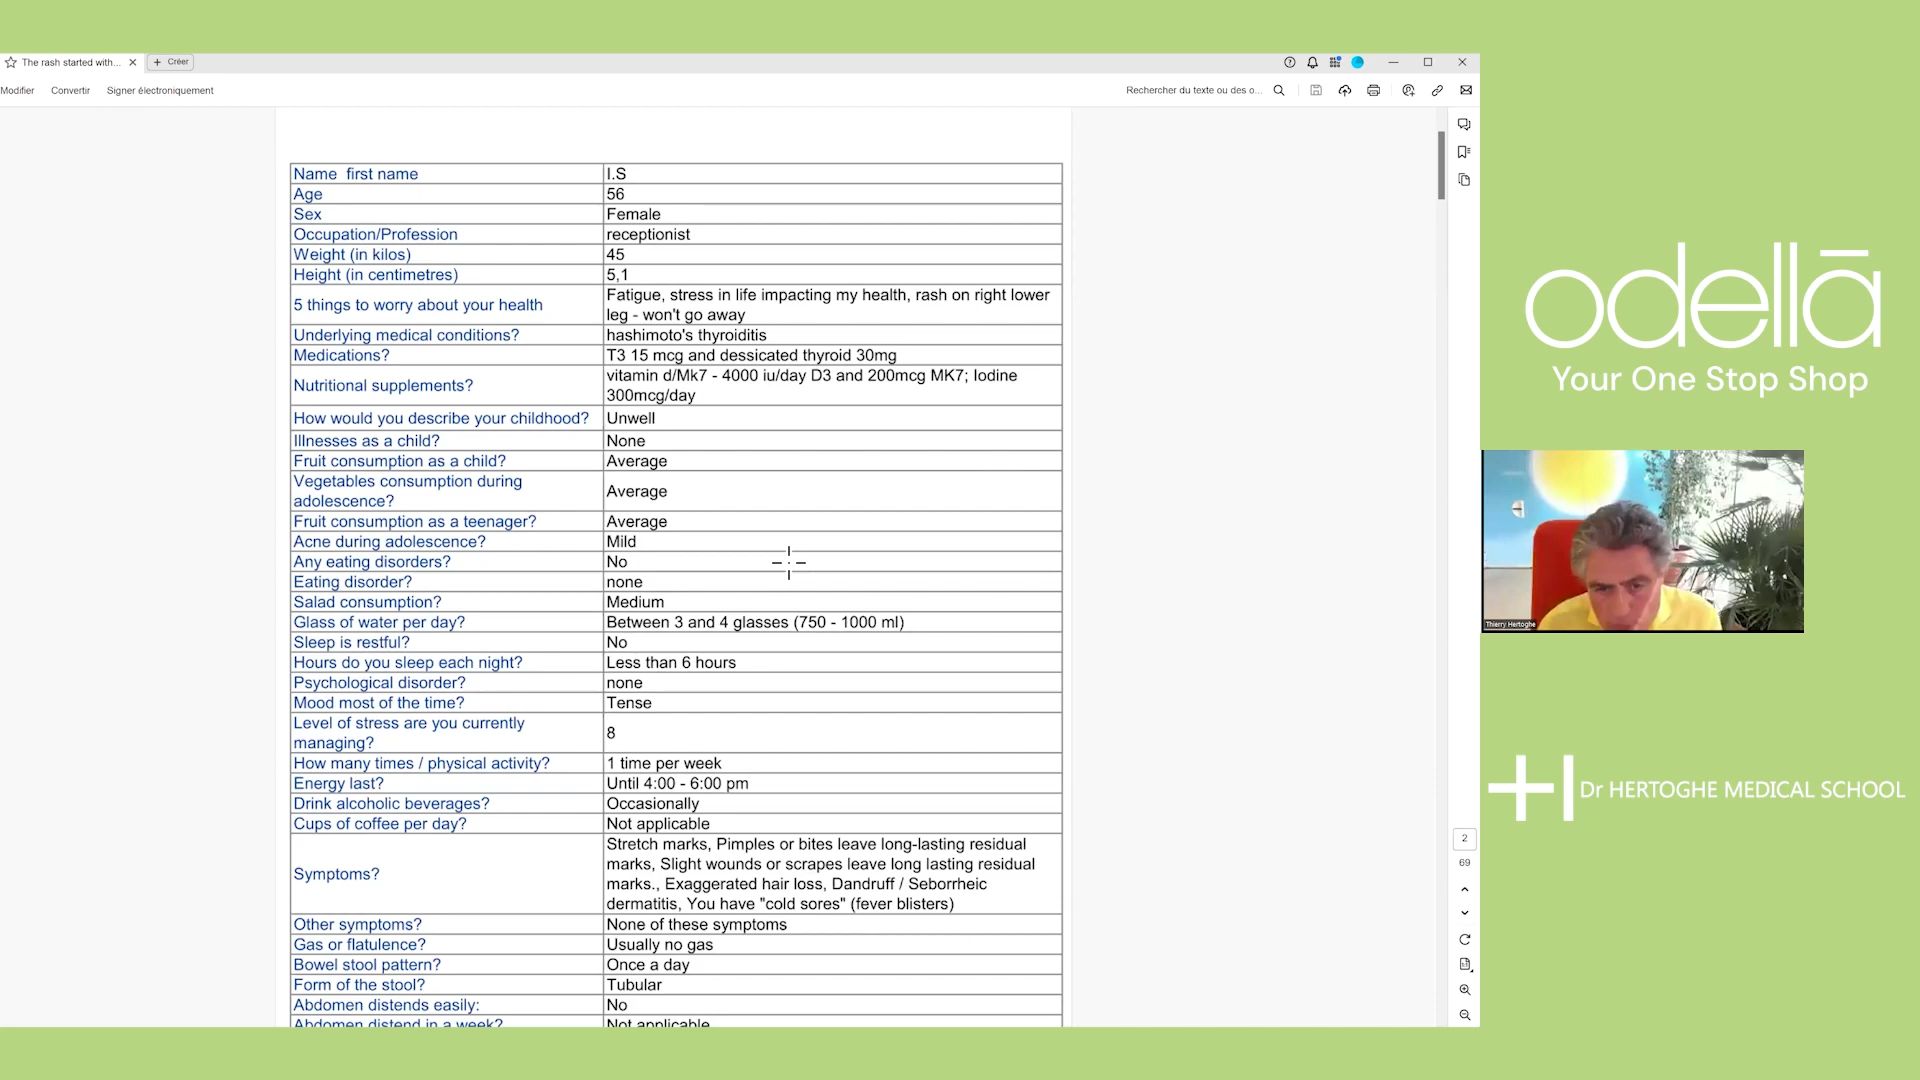 The rash started with...
Créer
Modifier
Convertir
Signer électroniquement
Rechercher du texte ou des o...
Name first name I.S
Age 56
Sex Female
Occupation/Profession receptionist
Weight (in kilos) 45
Height (in centimetres) 5,1
5 things to worry about your health Fatigue, stress in life impacting my health, rash on right lower
leg - won't go away
Underlying medical conditions? hashimoto's thyroiditis
Medications? T3 15 mcg and dessicated thyroid 30mg
Nutritional supplements? vitamin d/Mk7 - 4000 iu/day D3 and 200mcg MK7; Iodine
300mcg/day
How would you describe your childhood? Unwell
Illnesses as a child? None
Fruit consumption as a child? Average
Vegetables consumption during
adolescence? Average
Fruit consumption as a teenager? Average
Acne during adolescence? Mild
Any eating disorders? No
Eating disorder? none
Salad consumption? Medium
Glass of water per day? Between 3 and 4 glasses (750 - 1000 ml)
Sleep is restful? No
Hours do you sleep each night? Less than 6 hours
Psychological disorder? none
Mood most of the time? Tense
Level of stress are you currently
managing? 8
How many times / physical activity? 1 time per week
Energy last? Until 4:00 - 6:00 pm
Drink alcoholic beverages? Occasionally
Cups of coffee per day? Not applicable
Symptoms? Stretch marks, Pimples or bites leave long-lasting residual
marks, Slight wounds or scrapes leave long lasting residual
marks., Exaggerated hair loss, Dandruff / Seborrheic
dermatitis, You have "cold sores" (fever blisters)
Other symptoms? None of these symptoms
Gas or flatulence? Usually no gas
Bowel stool pattern? Once a day
Form of the stool? Tubular
Abdomen distends easily: No
Abdomen distend in a week? Not applicable
2
69
odellā
Your One Stop Shop
Thierry Hertoghe
Dr HERTOGHE MEDICAL SCHOOL